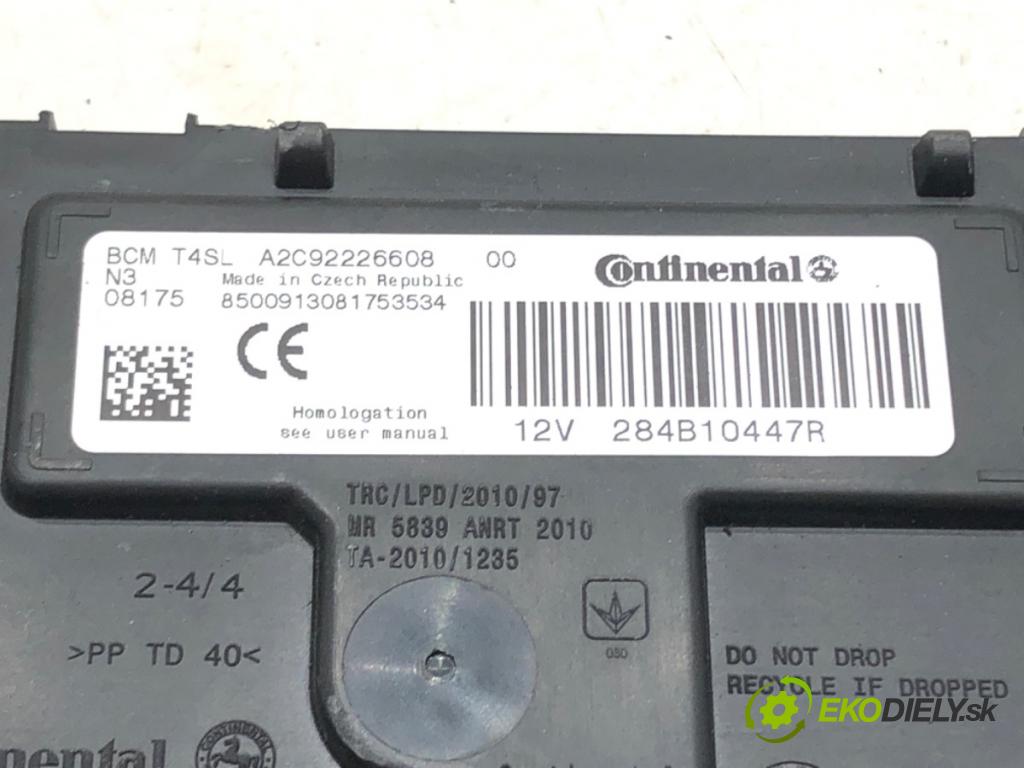 BCM T4SL A2C92226608 00
N3 Made in Czech Republic
08175 8500913081753534
Continental
CE
Homologation
see user manual
12V 284B10447R
TRC/LPD/2010/97
MR 5839 ANRT 2010
TA-2010/1235
2-4/4
>PP TD 40<
030
DO NOT DROP
RECYCLE IF DROPPED
EKODIELY.sk